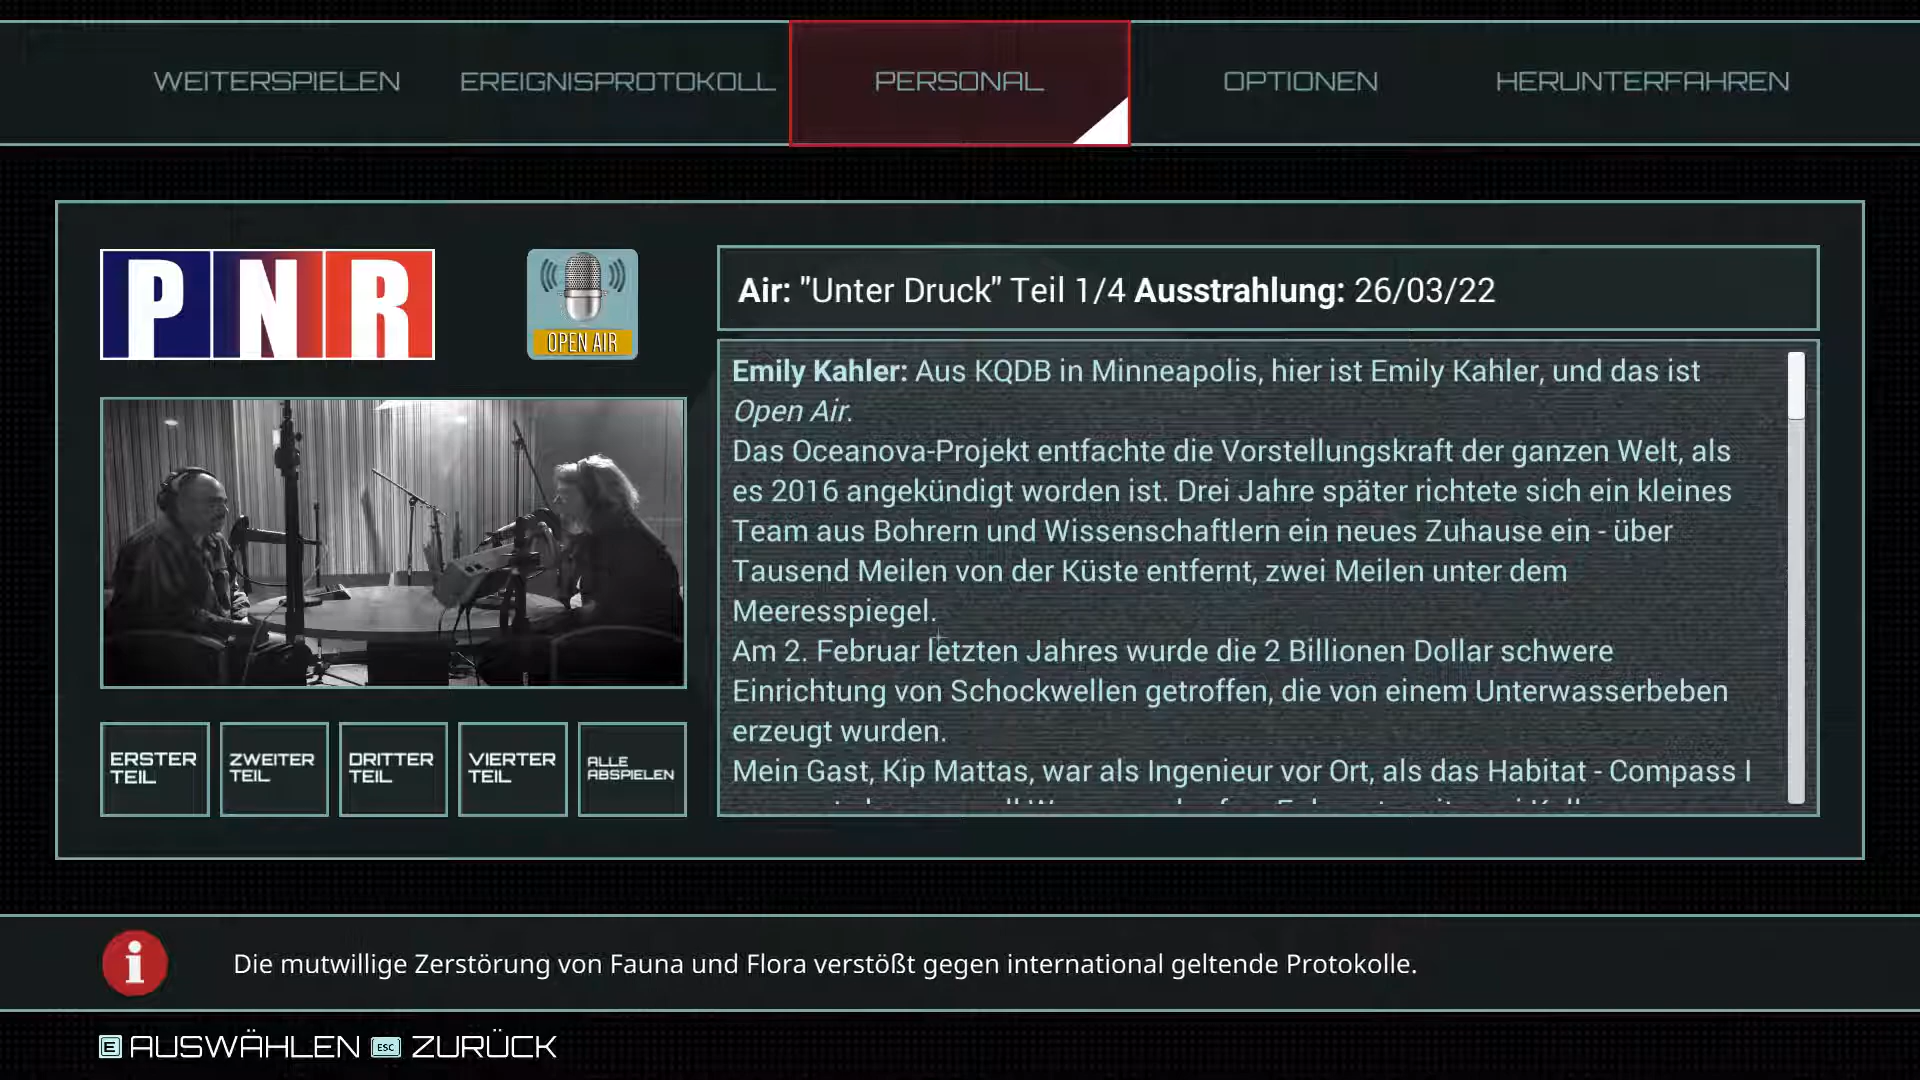 WEITERSPIELEN EREIGNISPROTOKOLL PERSONAL OPTIONEN HERUNTERFAHREN
PNR
OPEN AIR
Air: "Unter Druck" Teil 1/4 Ausstrahlung: 26/03/22
Emily Kahler: Aus KQDB in Minneapolis, hier ist Emily Kahler, und das ist
Open Air.
Das Oceanova-Projekt entfachte die Vorstellungskraft der ganzen Welt, als
es 2016 angekündigt worden ist. Drei Jahre später richtete sich ein kleines
Team aus Bohrern und Wissenschaftlern ein neues Zuhause ein - über
Tausend Meilen von der Küste entfernt, zwei Meilen unter dem
Meeresspiegel.
Am 2. Februar letzten Jahres wurde die 2 Billionen Dollar schwere
Einrichtung von Schockwellen getroffen, die von einem Unterwasserbeben
erzeugt wurden.
Mein Gast, Kip Mattas, war als Ingenieur vor Ort, als das Habitat - Compass I
ERSTER
TEIL
ZWEITER
TEIL
DRITTER
TEIL
VIERTER
TEIL
ALLE
ABSPIELEN
i
Die mutwillige Zerstörung von Fauna und Flora verstößt gegen international geltende Protokolle.
E AUSWÄHLEN ESC ZURÜCK